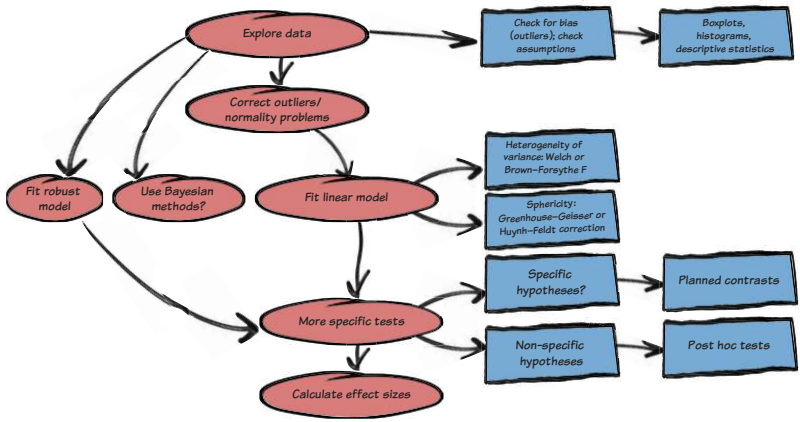 Explore data
Check for bias
(outliers); check
assumptions
Boxplots,
histograms,
descriptive statistics
Correct outliers/
normality problems
Heterogeneity of
variance: Welch or
Brown–Forsythe F
Fit robust
model
Use Bayesian
methods?
Fit linear model
Sphericity:
Greenhouse–Geisser or
Huynh–Feldt correction
Specific
hypotheses?
Planned contrasts
More specific tests
Non-specific
hypotheses
Post hoc tests
Calculate effect sizes